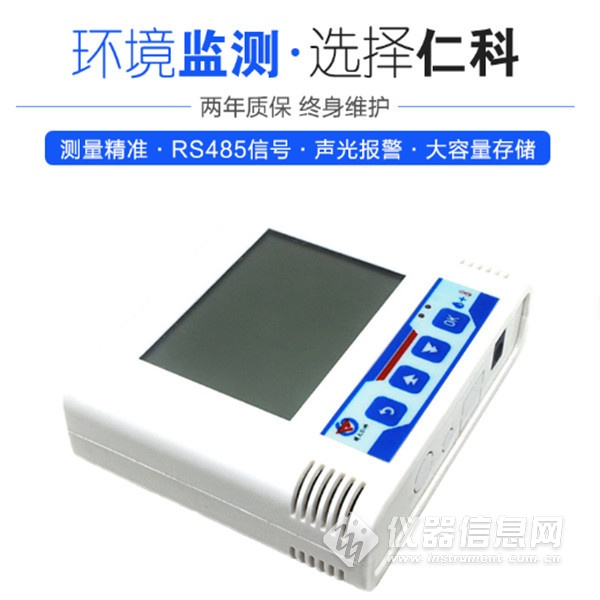 环境监测·选择仁科
两年质保 终身维护
测量精准·RS485信号·声光报警·大容量存储
OK
仪器信息网
www.instrument.com.cn